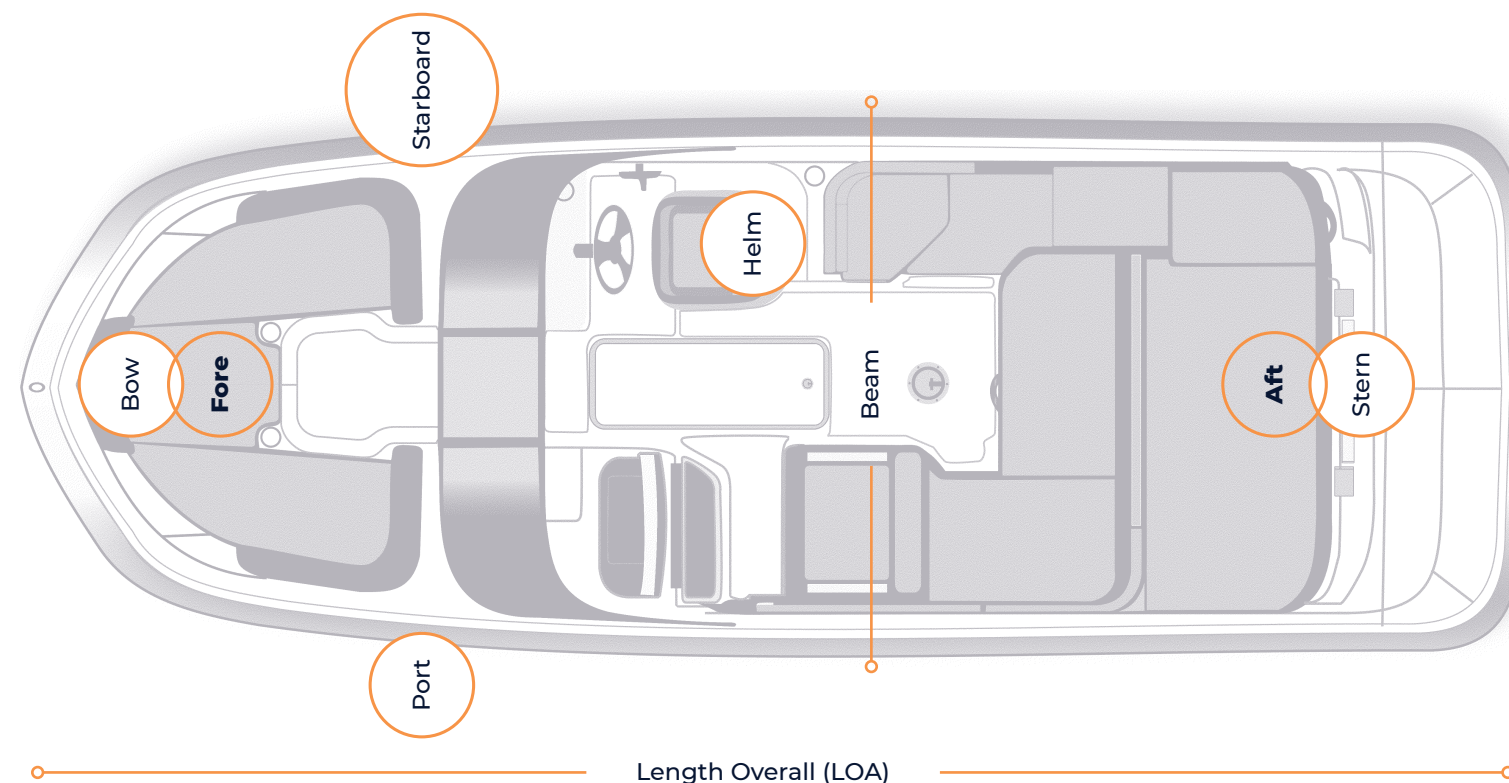 Starboard
Helm
Bow
Fore
Beam
Aft
Stern
Port
Length Overall (LOA)